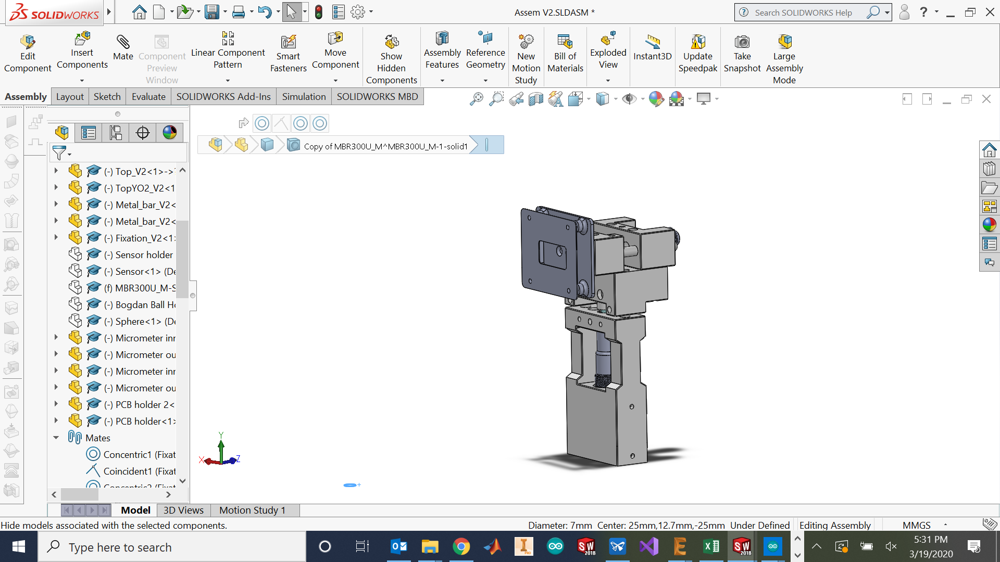 SOLIDWORKS
Assem V2.SLDASM *
Search SOLIDWORKS Help
Edit Component
Insert Components
Mate
Component Preview Window
Linear Component Pattern
Smart Fasteners
Move Component
Show Hidden Components
Assembly Features
Reference Geometry
New Motion Study
Bill of Materials
Exploded View
Instant3D
Update Speedpak
Take Snapshot
Large Assembly Mode
Assembly
Layout
Sketch
Evaluate
SOLIDWORKS Add-Ins
Simulation
SOLIDWORKS MBD
Copy of MBR300U_M^MBR300U_M-1-solid1
(-) Top_V2<1>->
(-) TopYO2_V2<1
(-) Metal_bar_V2<
(-) Metal_bar_V2<
(-) Fixation_V2<1>
(-) Sensor holder
(-) Sensor<1> (De
(f) MBR300U_M-S
(-) Bogdan Ball Ho
(-) Sphere<1> (De
(-) Micrometer inr
(-) Micrometer ou
(-) Micrometer inr
(-) Micrometer ou
(-) PCB holder 2<
(-) PCB holder<1>
Mates
Concentric1 (Fixat
Coincident1 (Fixat
Concentric2 (Fixat
Y
X
Z
Model
3D Views
Motion Study 1
Hide models associated with the selected components.
Diameter: 7mm Center: 25mm,12.7mm,-25mm Under Defined
Editing Assembly
MMGS
Type here to search
PRO
SW 2018
SW 2018
5:31 PM
3/19/2020